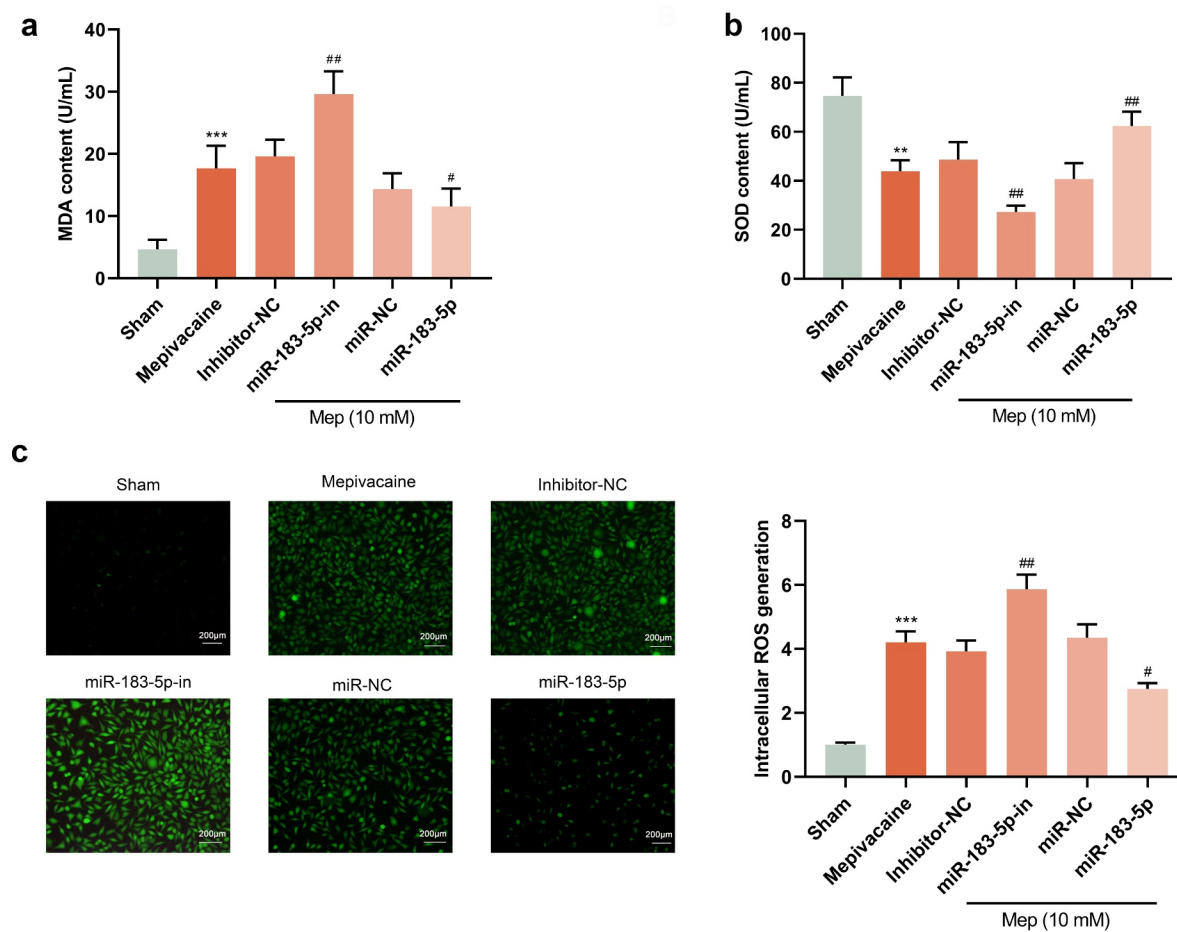 a
MDA content (U/mL)
40
30
20
10
0
***
##
#
Sham
Mepivacaine
Inhibitor-NC
miR-183-5p-in
miR-NC
miR-183-5p
Mep (10 mM)
b
SOD content (U/mL)
100
80
60
40
20
0
**
##
##
Sham
Mepivacaine
Inhibitor-NC
miR-183-5p-in
miR-NC
miR-183-5p
Mep (10 mM)
c
Sham
Mepivacaine
Inhibitor-NC
200μm
200μm
200μm
miR-183-5p-in
miR-NC
miR-183-5p
200μm
200μm
200μm
Intracellular ROS generation
8
6
4
2
0
***
##
#
Sham
Mepivacaine
Inhibitor-NC
miR-183-5p-in
miR-NC
miR-183-5p
Mep (10 mM)